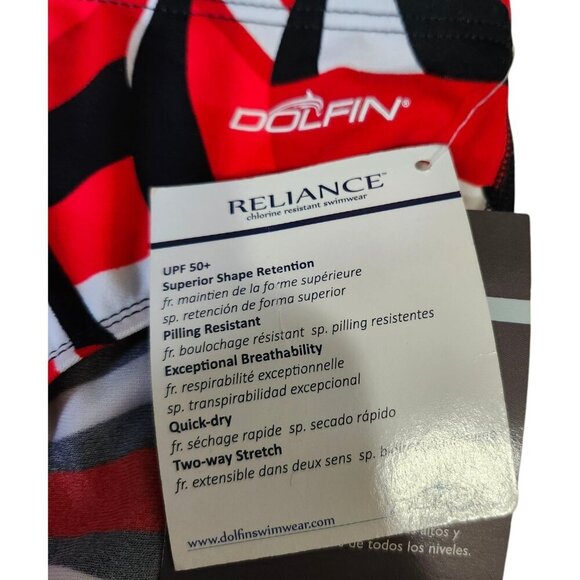 DOLFIN®
RELIANCE™
chlorine resistant swimwear
UPF 50+
Superior Shape Retention
fr. maintien de la forme supérieure
sp. retención de forma superior
Pilling Resistant
fr. boulochage résistant sp. pilling resistentes
Exceptional Breathability
fr. respirabilité exceptionnelle
sp. transpirabilidad excepcional
Quick-dry
fr. séchage rapide sp. secado rápido
Two-way Stretch
fr. extensible dans deux sens sp.
www.dolfinswimwear.com
y
de todos los niveles.